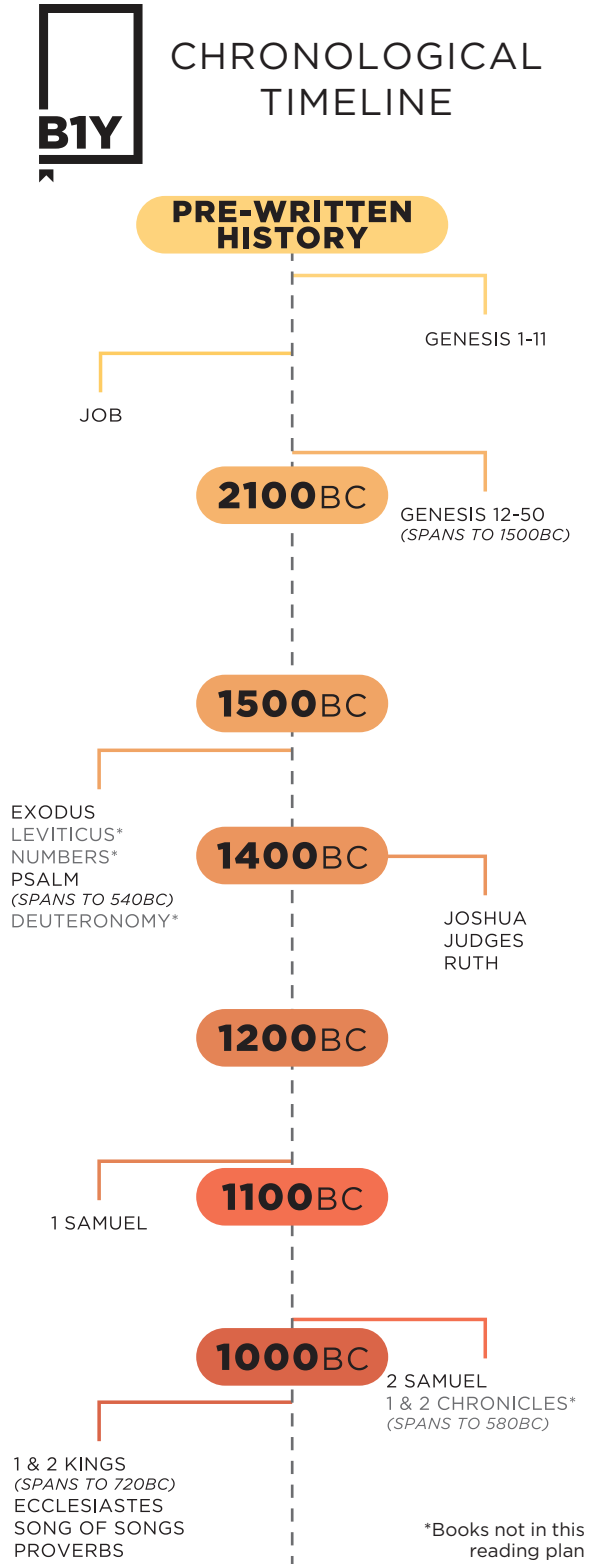 B1Y
CHRONOLOGICAL
TIMELINE
PRE-WRITTEN
HISTORY
GENESIS 1-11
JOB
2100BC
GENESIS 12-50
(SPANS TO 1500BC)
1500BC
EXODUS
LEVITICUS*
NUMBERS*
PSALM
(SPANS TO 540BC)
DEUTERONOMY*
1400BC
JOSHUA
JUDGES
RUTH
1200BC
1 SAMUEL
1100BC
1000BC
2 SAMUEL
1 & 2 CHRONICLES*
(SPANS TO 580BC)
1 & 2 KINGS
(SPANS TO 720BC)
ECCLESIASTES
SONG OF SONGS
PROVERBS
*Books not in this
reading plan